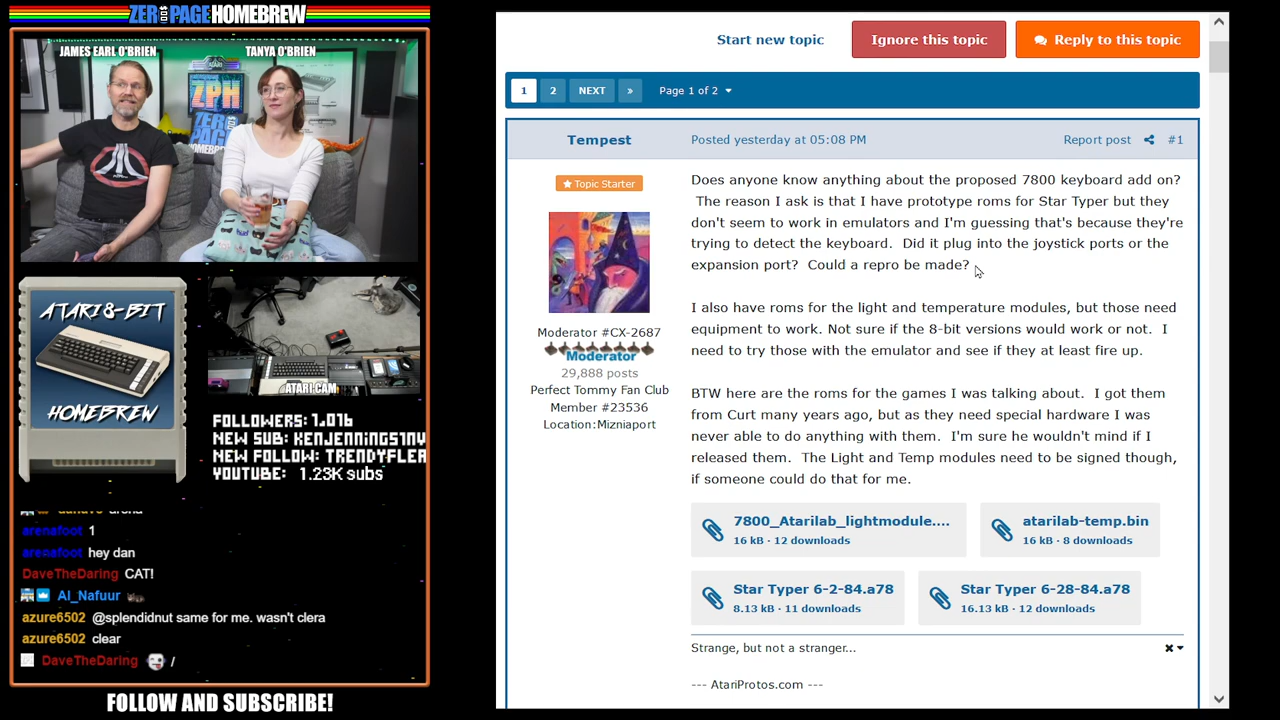 ZER PAGE HOMEBREW
JAMES EARL O'BRIEN
TANYA O'BRIEN
ATARI
ZPH
ZERO
PAGE
HOMEBREW
ATARI 8-BIT
HOMEBREW
ATARI CAM
FOLLOWERS: 1,016
NEW SUB: KENJENNINGS1NY
NEW FOLLOW: TRENDYFLER
YOUTUBE: 1.23K subs
arenafoot 1
arenafoot hey dan
DaveTheDaring CAT!
Al_Nafuur
azure6502 @splendidnut same for me. wasn't clera
azure6502 clear
DaveTheDaring /
FOLLOW AND SUBSCRIBE!
Start new topic
Ignore this topic
Reply to this topic
1 2 NEXT » Page 1 of 2
Tempest
Posted yesterday at 05:08 PM
Report post #1
Topic Starter
Moderator #CX-2687
Moderator
29,888 posts
Perfect Tommy Fan Club
Member #23536
Location:Mizniaport
Does anyone know anything about the proposed 7800 keyboard add on?
The reason I ask is that I have prototype roms for Star Typer but they
don't seem to work in emulators and I'm guessing that's because they're
trying to detect the keyboard. Did it plug into the joystick ports or the
expansion port? Could a repro be made?
I also have roms for the light and temperature modules, but those need
equipment to work. Not sure if the 8-bit versions would work or not. I
need to try those with the emulator and see if they at least fire up.
BTW here are the roms for the games I was talking about. I got them
from Curt many years ago, but as they need special hardware I was
never able to do anything with them. I'm sure he wouldn't mind if I
released them. The Light and Temp modules need to be signed though,
if someone could do that for me.
7800_Atarilab_lightmodule....
16 kB · 12 downloads
atarilab-temp.bin
16 kB · 8 downloads
Star Typer 6-2-84.a78
8.13 kB · 11 downloads
Star Typer 6-28-84.a78
16.13 kB · 12 downloads
Strange, but not a stranger...
--- AtariProtos.com ---